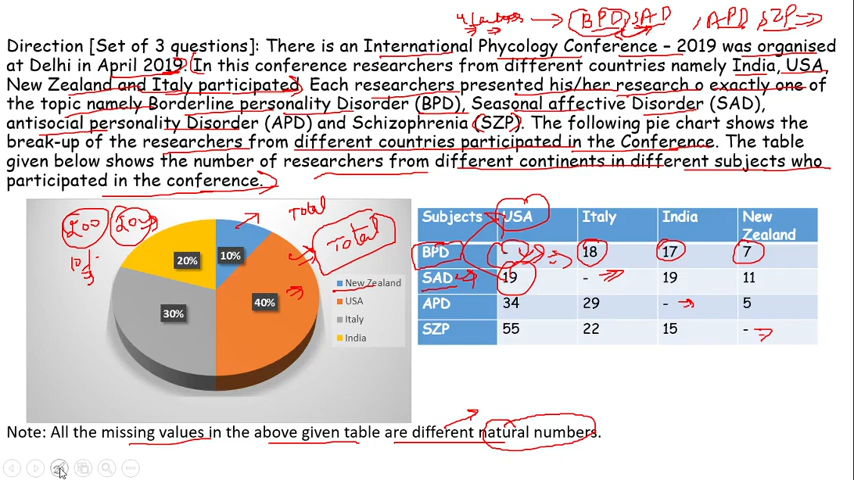 4 factors → BPD, SAD, APD, SZP
Direction [Set of 3 questions]: There is an International Phycology Conference – 2019 was organised
at Delhi in April 2019. In this conference researchers from different countries namely India, USA,
New Zealand and Italy participated. Each researchers presented his/her research o exactly one of
the topic namely Borderline personality Disorder (BPD), Seasonal affective Disorder (SAD),
antisocial personality Disorder (APD) and Schizophrenia (SZP). The following pie chart shows the
break-up of the researchers from different countries participated in the Conference. The table
given below shows the number of researchers from different continents in different subjects who
participated in the conference.
200 200 Total
Total
20% 10%
30% 40%
New Zealand
USA
Italy
India
Subjects USA Italy India New
Zealand
BPD - 18 17 7
SAD 19 - 19 11
APD 34 29 - 5
SZP 55 22 15 -
Note: All the missing values in the above given table are different natural numbers.